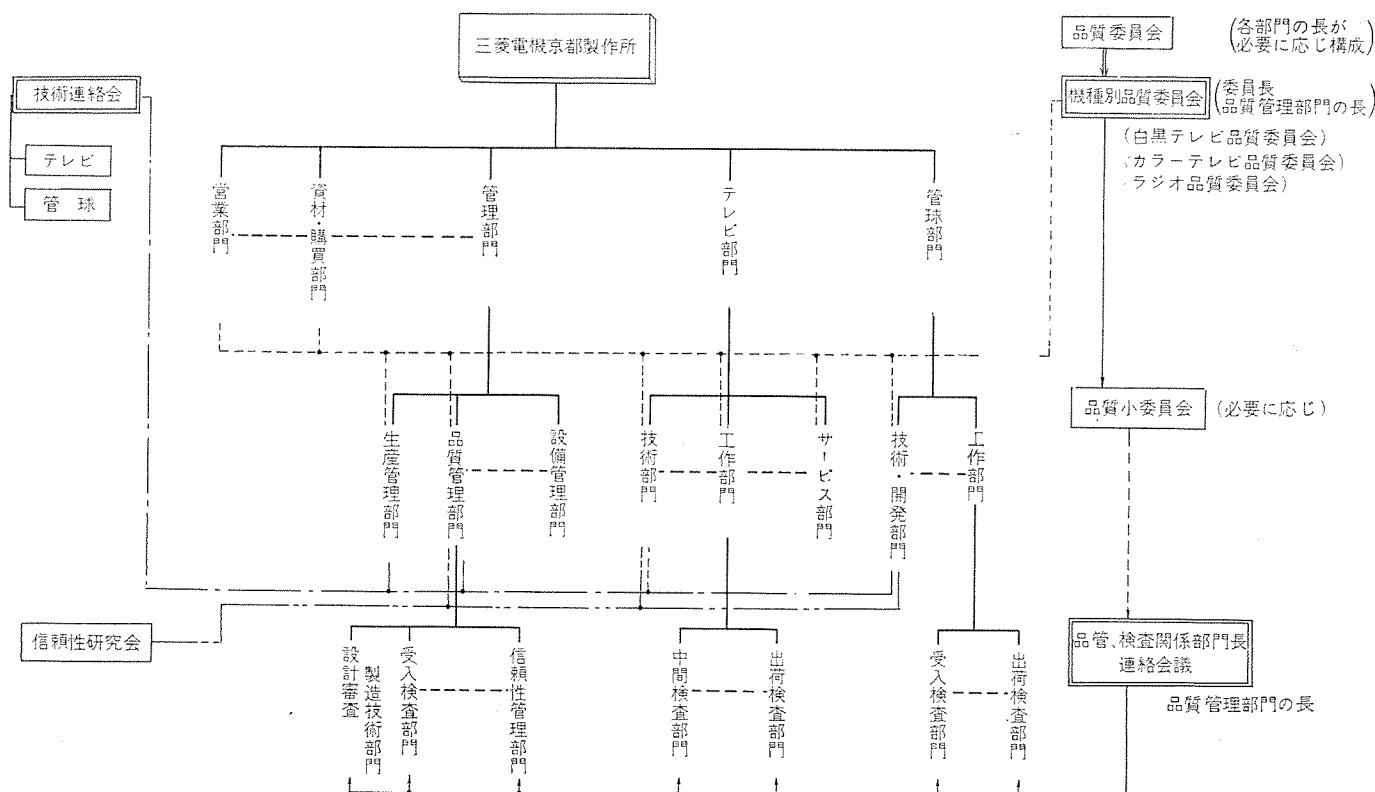 三菱電機京都製作所
技術連絡会
テレビ
管球
営業部門
資材・購買部門
管理部門
テレビ部門
管球部門
生産管理部門
品質管理部門
設備管理部門
技術部門
工作部門
サービス部門
技術・開発部門
工作部門
信頼性研究会
設計審査
製造技術部門
受入検査部門
信頼性管理部門
中間検査部門
出荷検査部門
受入検査部門
出荷検査部門
品質委員会
(各部門の長が
必要に応じ構成)
機種別品質委員会
(委員長
品質管理部門の長)
(白黒テレビ品質委員会)
(カラーテレビ品質委員会)
(ラジオ品質委員会)
品質小委員会
(必要に応じ)
品管、検査関係部門長
連絡会議
品質管理部門の長